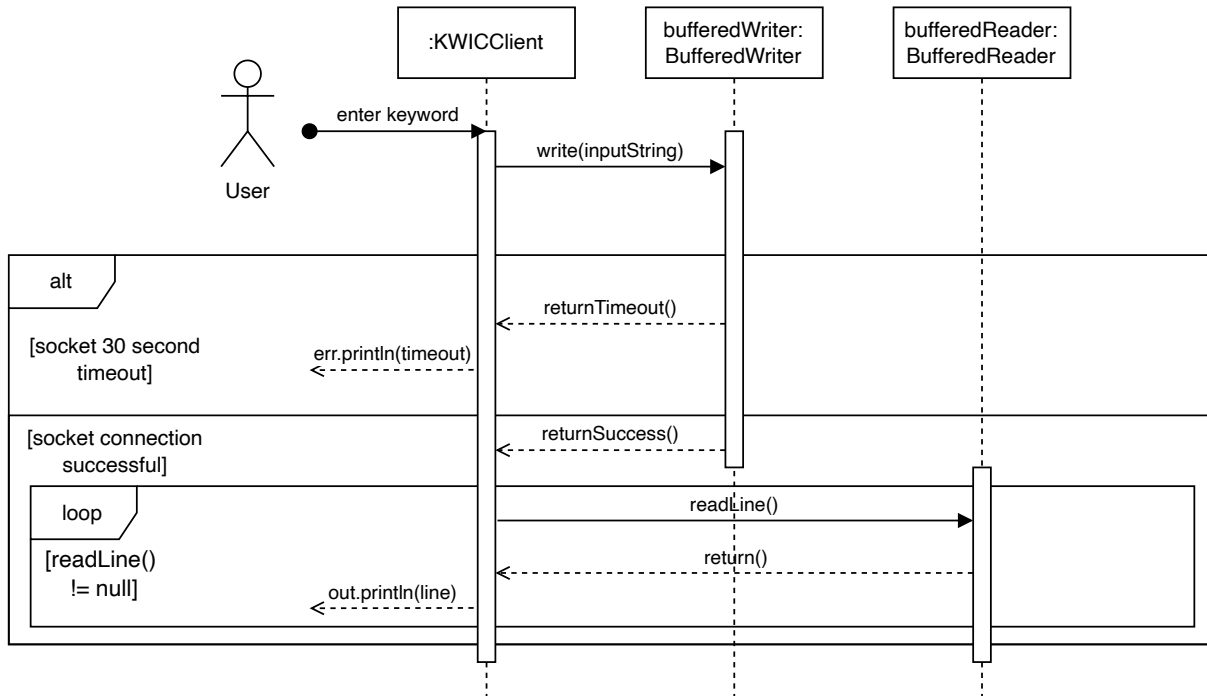 :KWICClient
bufferedWriter:
BufferedWriter
bufferedReader:
BufferedReader
enter keyword
User
write(inputString)
alt
returnTimeout()
[socket 30 second
timeout]
err.println(timeout)
[socket connection
successful]
returnSuccess()
loop
readLine()
[readLine()
!= null]
return()
out.println(line)